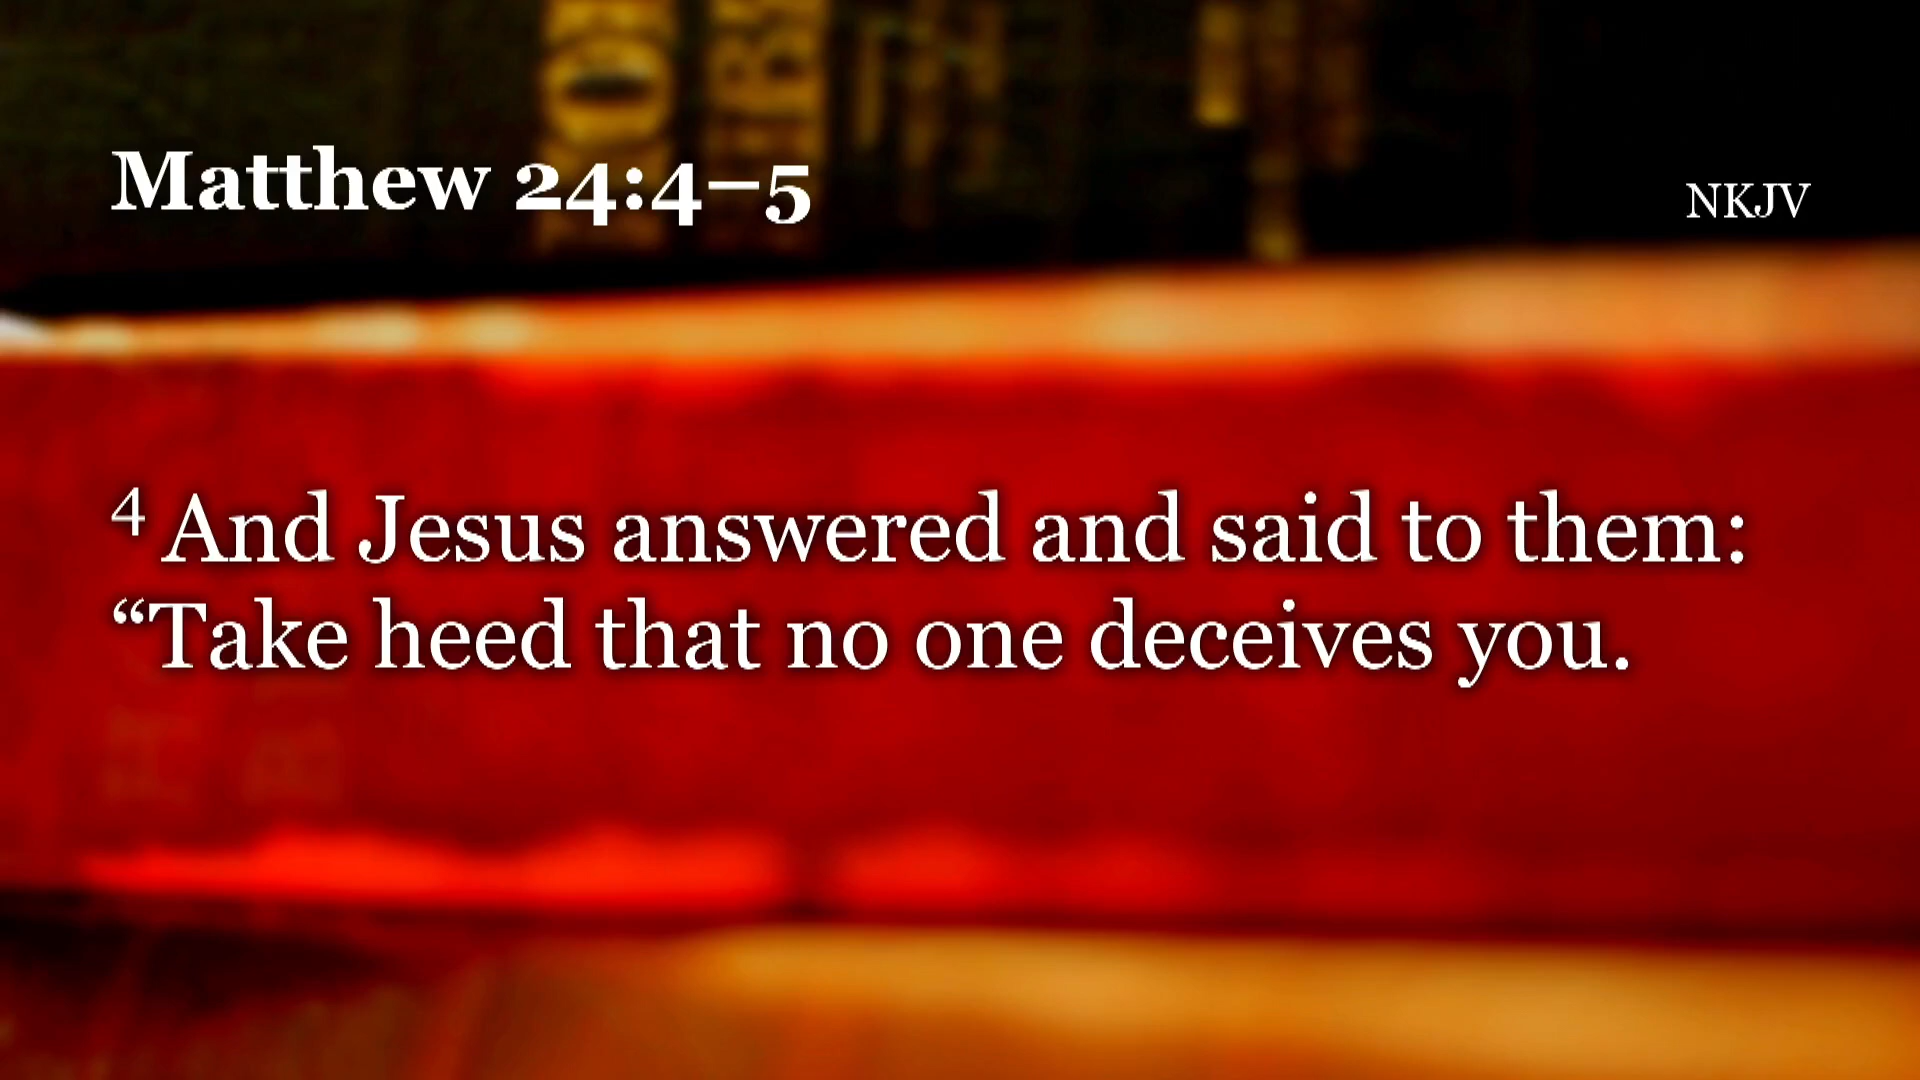 Matthew 24:4–5
NKJV
4 And Jesus answered and said to them:
“Take heed that no one deceives you.